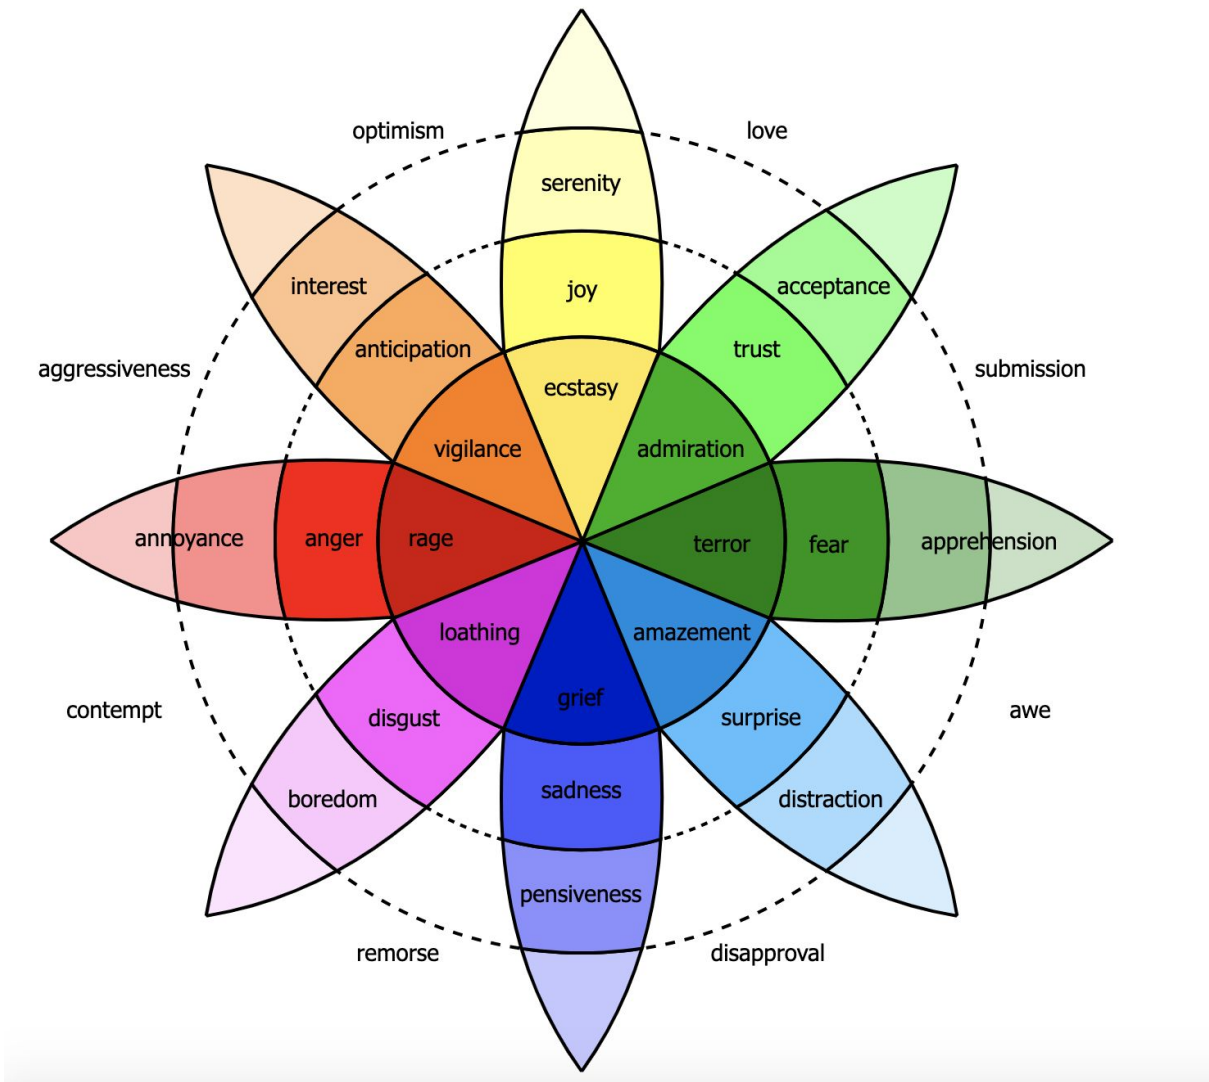 optimism
love
serenity
interest
joy
acceptance
anticipation
trust
aggressiveness
submission
ecstasy
vigilance
admiration
annoyance
anger
rage
terror
fear
apprehension
loathing
amazement
grief
contempt
awe
disgust
surprise
sadness
boredom
distraction
pensiveness
remorse
disapproval